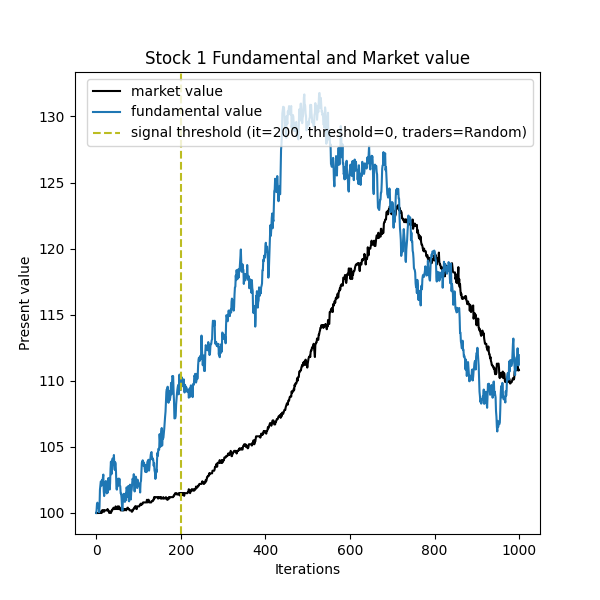 Stock 1 Fundamental and Market value
market value
fundamental value
signal threshold (it=200, threshold=0, traders=Random)
130
125
120
115
110
105
100
Present value
0 200 400 600 800 1000
Iterations